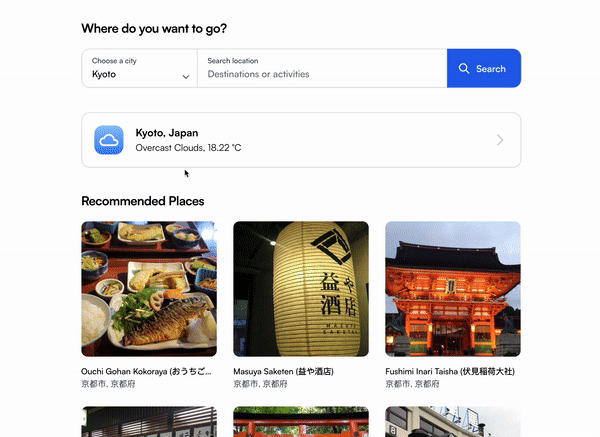 Where do you want to go?
Choose a city
Kyoto
Search location
Destinations or activities
Search
Kyoto, Japan
Overcast Clouds, 18.22 °C
Recommended Places
益や
酒店
MASUYA
SAKETEN
Ouchi Gohan Kokoraya (おうちご...
京都市, 京都府
Masuya Saketen (益や酒店)
京都市, 京都府
Fushimi Inari Taisha (伏見稲荷大社)
京都市, 京都府